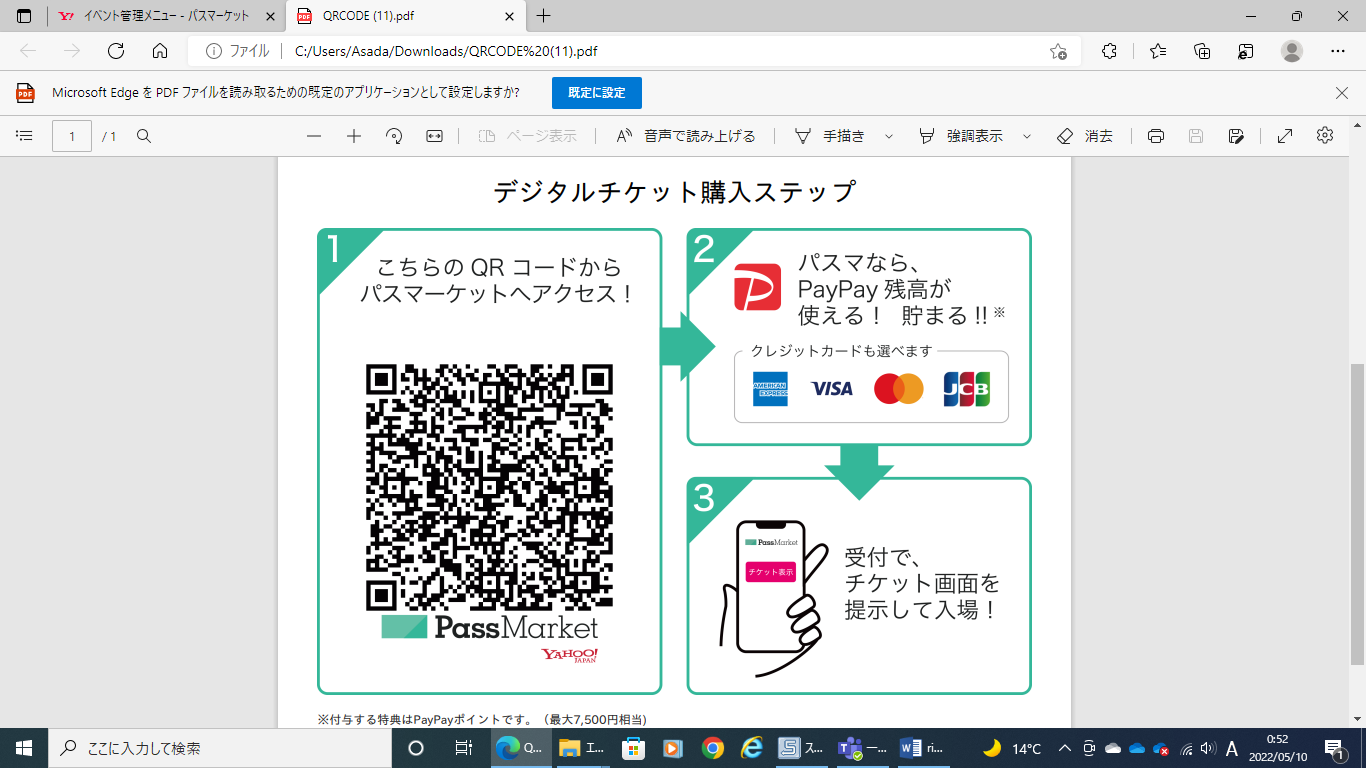 イベント管理メニュー - パスマーケット
QRCODE (11).pdf
ファイル
C:/Users/Asada/Downloads/QRCODE%20(11).pdf
Microsoft Edge を PDF ファイルを読み取るための既定のアプリケーションとして設定しますか?
既定に設定
1
/ 1
ページ表示
音声で読み上げる
手描き
強調表示
消去
デジタルチケット購入ステップ
1
こちらの QR コードから
パスマーケットへアクセス！
PassMarket
YAHOO!
JAPAN
2
パスマなら、
PayPay 残高が
使える！ 貯まる !! ※
クレジットカードも選べます
AMERICAN
EXPRESS
VISA
JCB
3
PassMarket
チケット表示
受付で、
チケット画面を
提示して入場！
※付与する特典はPayPayポイントです。（最大7,500円相当)
ここに入力して検索
Q...
エ...
ス...
一...
ri...
14°C
A
0:52
2022/05/10
1